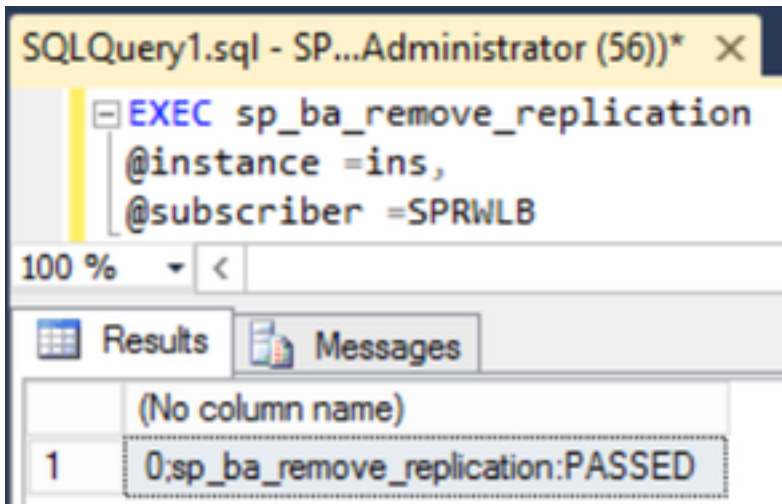 SQLQuery1.sql - SP...Administrator (56))* ×
EXEC sp_ba_remove_replication
@instance =ins,
@subscriber =SPRWLB
100 %
Results Messages
(No column name)
1 0;sp_ba_remove_replication:PASSED